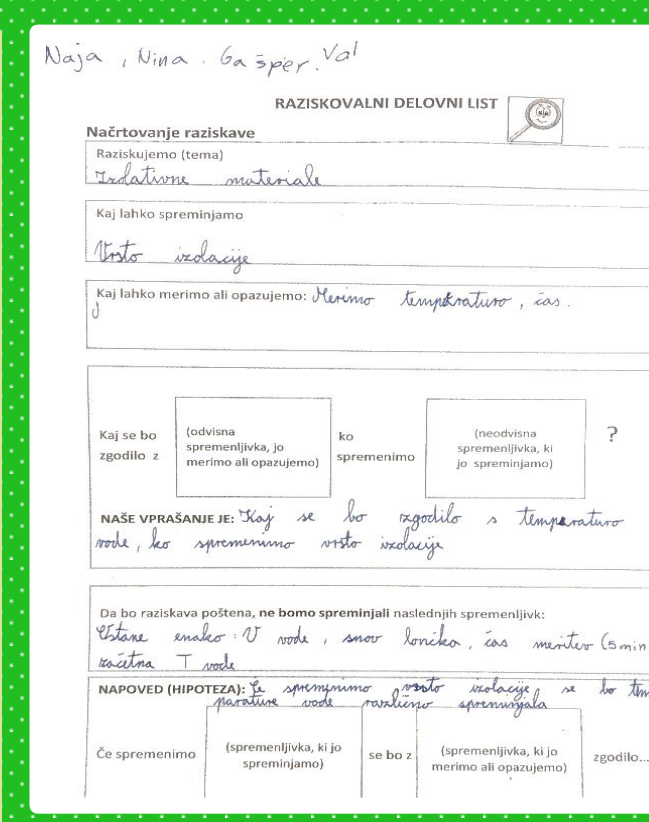 Naja, Nina. Gašper. Val
RAZISKOVALNI DELOVNI LIST
Načrtovanje raziskave
Raziskujemo (tema)
Izolativne materiale
Kaj lahko spreminjamo
Vrsto izolacije
Kaj lahko merimo ali opazujemo: Merimo temperaturo, čas.
Kaj se bo zgodilo z
(odvisna spremenljivka, jo merimo ali opazujemo)
ko spremenimo
(neodvisna spremenljivka, ki jo spreminjamo)
?
NAŠE VPRAŠANJE JE: Kaj se bo zgodilo s temperaturo
vode, ko spremenimo vrsto izolacije
Da bo raziskava poštena, ne bomo spreminjali naslednjih spremenljivk:
Ostane enako: V vode, snov lončka, čas meritev (5min
začetna T vode
NAPOVED (HIPOTEZA): Če spremenimo vrsto izolacije se bo tem
parature vode različno spreminjala
Če spremenimo
(spremenljivka, ki jo spreminjamo)
se bo z
(spremenljivka, ki jo merimo ali opazujemo)
zgodilo...